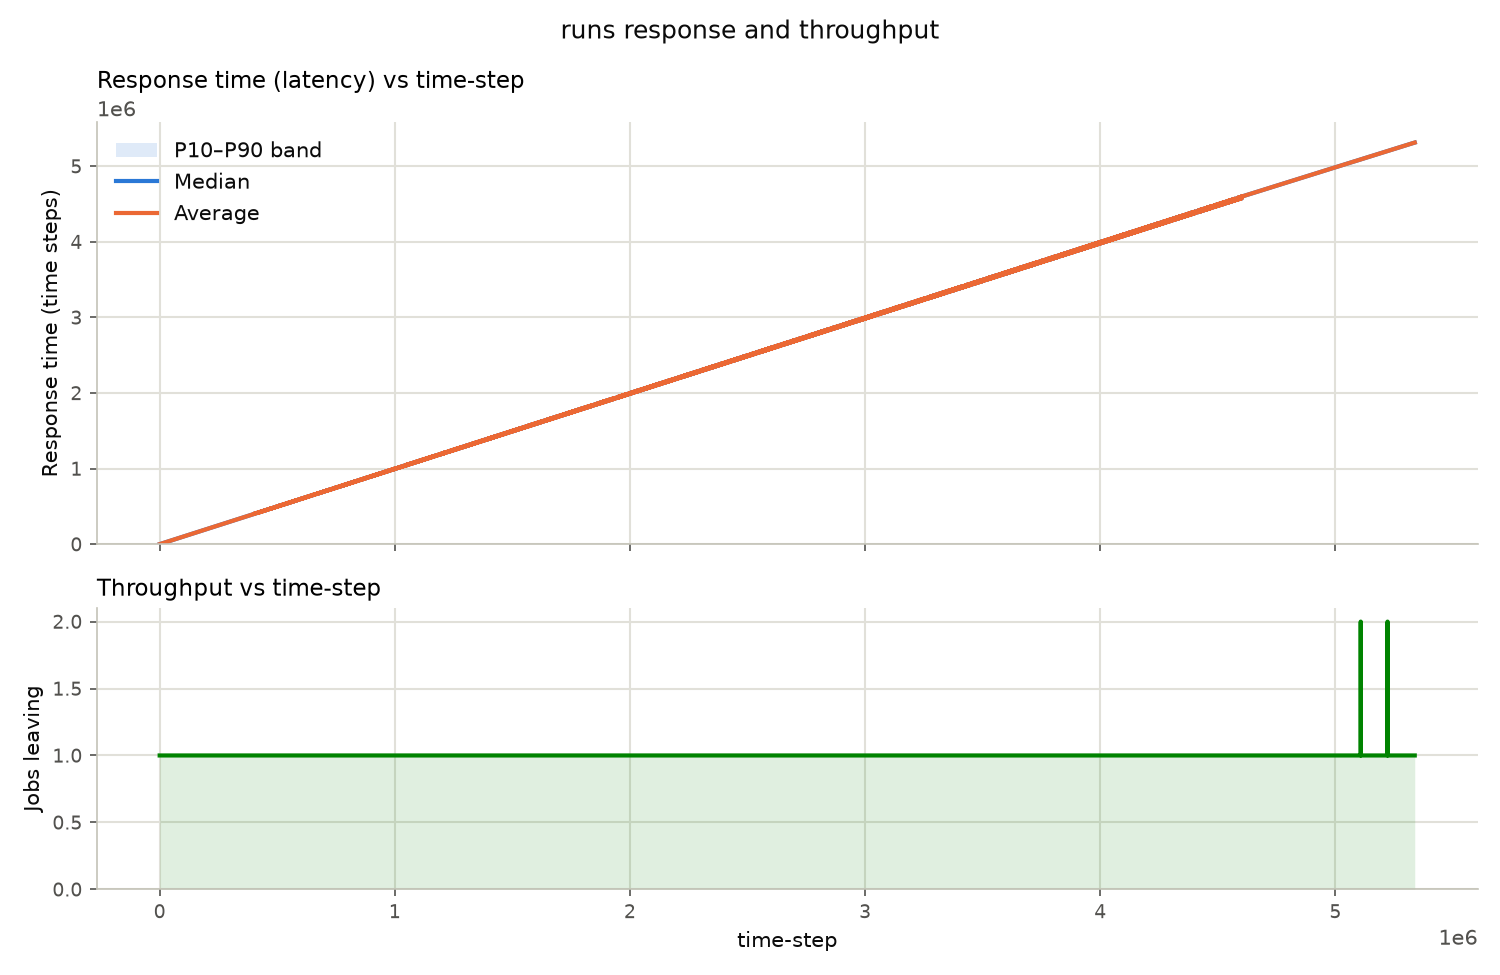 runs response and throughput
Response time (latency) vs time-step
1e6
P10–P90 band
Median
Average
Response time (time steps)
5
4
3
2
1
0
Throughput vs time-step
Jobs leaving
2.0
1.5
1.0
0.5
0.0
0 1 2 3 4 5
time-step
1e6